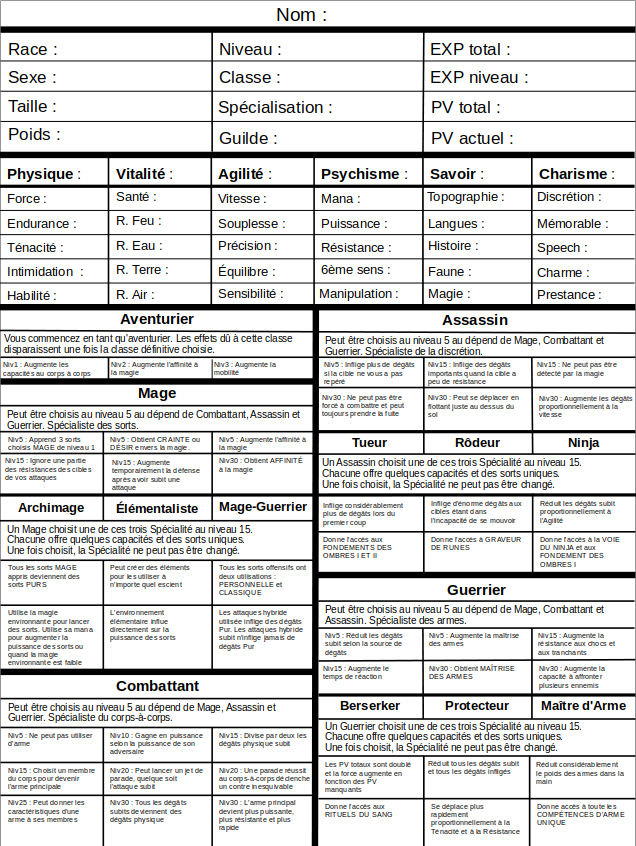 Nom :
Race :
Niveau :
EXP total :
Sexe :
Classe :
EXP niveau :
Taille :
Spécialisation :
PV total :
Poids :
Guilde :
PV actuel :
Physique :
Vitalité :
Agilité :
Psychisme :
Savoir :
Charisme :
Force :
Santé :
Vitesse :
Mana :
Topographie :
Discrétion :
Endurance :
R. Feu :
Souplesse :
Puissance :
Langues :
Mémorable :
Ténacité :
R. Eau :
Précision :
Résistance :
Histoire :
Speech :
Intimidation :
R. Terre :
Équilibre :
6ème sens :
Faune :
Charme :
Habilité :
R. Air :
Sensibilité :
Manipulation :
Magie :
Prestance :
Aventurier
Vous commencez en tant qu'aventurier. Les effets dû à cette classe
disparaissent une fois la classe définitive choisie.
Niv1 : Augmente les
capacités au corps à corps
Niv2 : Augmente l'affinité à
la magie
Niv3 : Augmente la
mobilité
Mage
Peut être choisis au niveau 5 au dépend de Combattant, Assassin et
Guerrier. Spécialiste des sorts.
Niv5 : Apprend 3 sorts
choisis MAGE de niveau 1
Niv5 : Obtient CRAINTE ou
DÉSIR envers la magie.
Niv5 : Augmente l'affinité à
la magie
Niv15 : Ignore une partie
des résistances des cibles
de vos attaques
Niv15 : Augmente
temporairement la défense
après avoir subit une
attaque
Niv30 : Obtient AFFINITÉ
à la magie
Archimage
Élémentaliste
Mage-Guerrier
Un Mage choisit une de ces trois Spécialité au niveau 15.
Chacune offre quelques capacités et des sorts uniques.
Une fois choisit, la Spécialité ne peut pas être changé.
Tous les sorts MAGE
appris deviennent des
sorts PURS
Peut créer des éléments
pour les utiliser à
n'importe quel escient
Tous les sorts offensifs ont
deux utilisations :
PERSONNELLE et
CLASSIQUE
Utilise la magie
environnante pour lancer
des sorts. Utilise sa mana
pour augmenter la
puissance des sorts ou
quand la magie
environnante est faible
L'environnement
élémentaire influe
directement sur la
puissance des sorts
Les attaques hybride
utilisée inflige des dégâts
Pur. Les attaques hybride
subit n'inflige jamais de
dégâts Pur
Combattant
Peut être choisis au niveau 5 au dépend de Mage, Assassin et
Guerrier. Spécialiste du corps-à-corps.
Niv5 : Ne peut pas utiliser
d'arme
Niv10 : Gagne en puissance
selon la puissance de son
adversaire
Niv15 : Divise par deux les
dégâts physique subit
Niv15 : Choisit un membre
du corps pour devenir
l'arme principale
Niv20 : Peut lancer un jet de
parade, quelque soit
l'attaque subit
Niv20 : Une parade réussit
au corps-à-corps déclenche
un contre inesquivable
Niv25 : Peut donner les
caractéristiques d'une
arme à ses membres
Niv30 : Tous les dégâts
subits deviennent des
dégâts physique
Niv30 : L'arme principal
devient plus puissante,
plus résistante et plus
rapide
Assassin
Peut être choisis au niveau 5 au dépend de Mage, Combattant et
Guerrier. Spécialiste de la discrétion.
Niv5 : Inflige plus de dégâts
si la cible ne vous a pas
repéré
Niv15 : Inflige des dégâts
importants quand la cible a
peu de résistance
Niv15 : Ne peut pas être
détecté par la magie
Niv30 : Ne peut pas être
forcé à combattre et peut
toujours prendre la fuite
Niv30 : Peut se déplacer en
flottant juste au dessus du
sol
Niv30 : Augmente les dégâts
proportionnellement à la
vitesse
Tueur
Rôdeur
Ninja
Un Assassin choisit une de ces trois Spécialité au niveau 15.
Chacune offre quelques capacités et des sorts uniques.
Une fois choisit, la Spécialité ne peut pas être changé.
Inflige considérablement
plus de dégâts lors du
premier coup
Inflige d'énorme dégâts aux
cibles étant dans
l'incapacité de se mouvoir
Réduit les dégâts subit
proportionnellement à
l'Agilité
Donne l'accès aux
FONDEMENTS DES
OMBRES I ET II
Donne l'accès à GRAVEUR
DE RUNES
Donne l'accès à la VOIE
DU NINJA et aux
FONDEMENT DES
OMBRES I
Guerrier
Peut être choisis au niveau 5 au dépend de Mage, Combattant et
Assassin. Spécialiste des armes.
Niv5 : Réduit les dégâts
subit selon la source de
dégâts
Niv5 : Augmente la maîtrise
des armes
Niv15 : Augmente la
résistance aux chocs et
aux tranchants
Niv15 : Augmente le
temps de réaction
Niv30 : Obtient MAÎTRISE
DES ARMES
Niv30 : Augmente la
capacité à affronter
plusieurs ennemis
Berserker
Protecteur
Maître d'Arme
Un Guerrier choisit une de ces trois Spécialité au niveau 15.
Chacune offre quelques capacités et des sorts uniques.
Une fois choisit, la Spécialité ne peut pas être changé.
Les PV totaux sont doublé
et la force augmente en
fonction des PV
manquants
Réduit tous les dégâts subit
et tous les dégâts infligés
Réduit considérablement
le poids des armes dans la
main
Donne l'accès aux
RITUELS DU SANG
Se déplace plus
rapidement
proportionnellement à la
Ténacité et à la Résistance
Donne accès à toute les
COMPÉTENCES D'ARME
UNIQUE